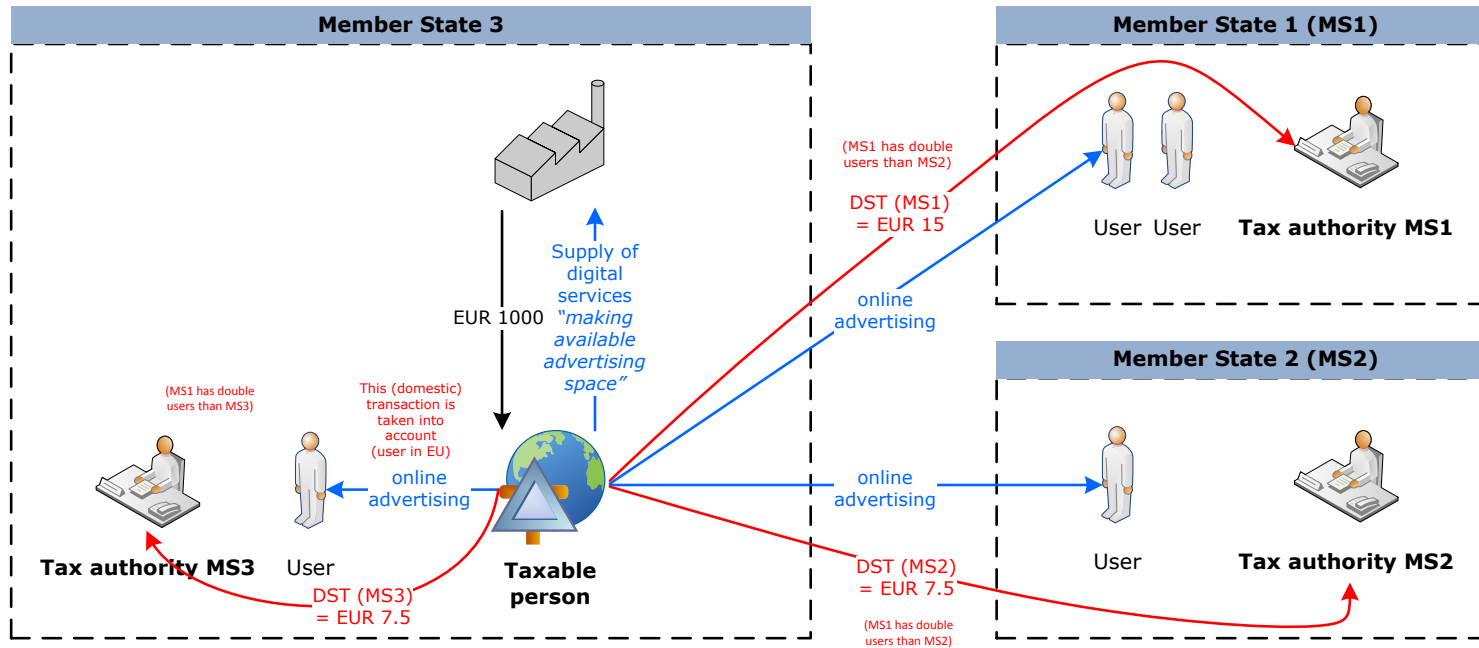 Member State 3
(MS1 has double
users than MS3)
This (domestic)
transaction is
taken into
account
(user in EU)
EUR 1000
Supply of
digital
services
“making
available
advertising
space”
online
advertising
Tax authority MS3
User
DST (MS3)
= EUR 7.5
Taxable
person
(MS1 has double
users than MS2)
DST (MS1)
= EUR 15
online
advertising
online
advertising
DST (MS2)
= EUR 7.5
(MS1 has double
users than MS2)
Member State 1 (MS1)
User User
Tax authority MS1
Member State 2 (MS2)
User
Tax authority MS2